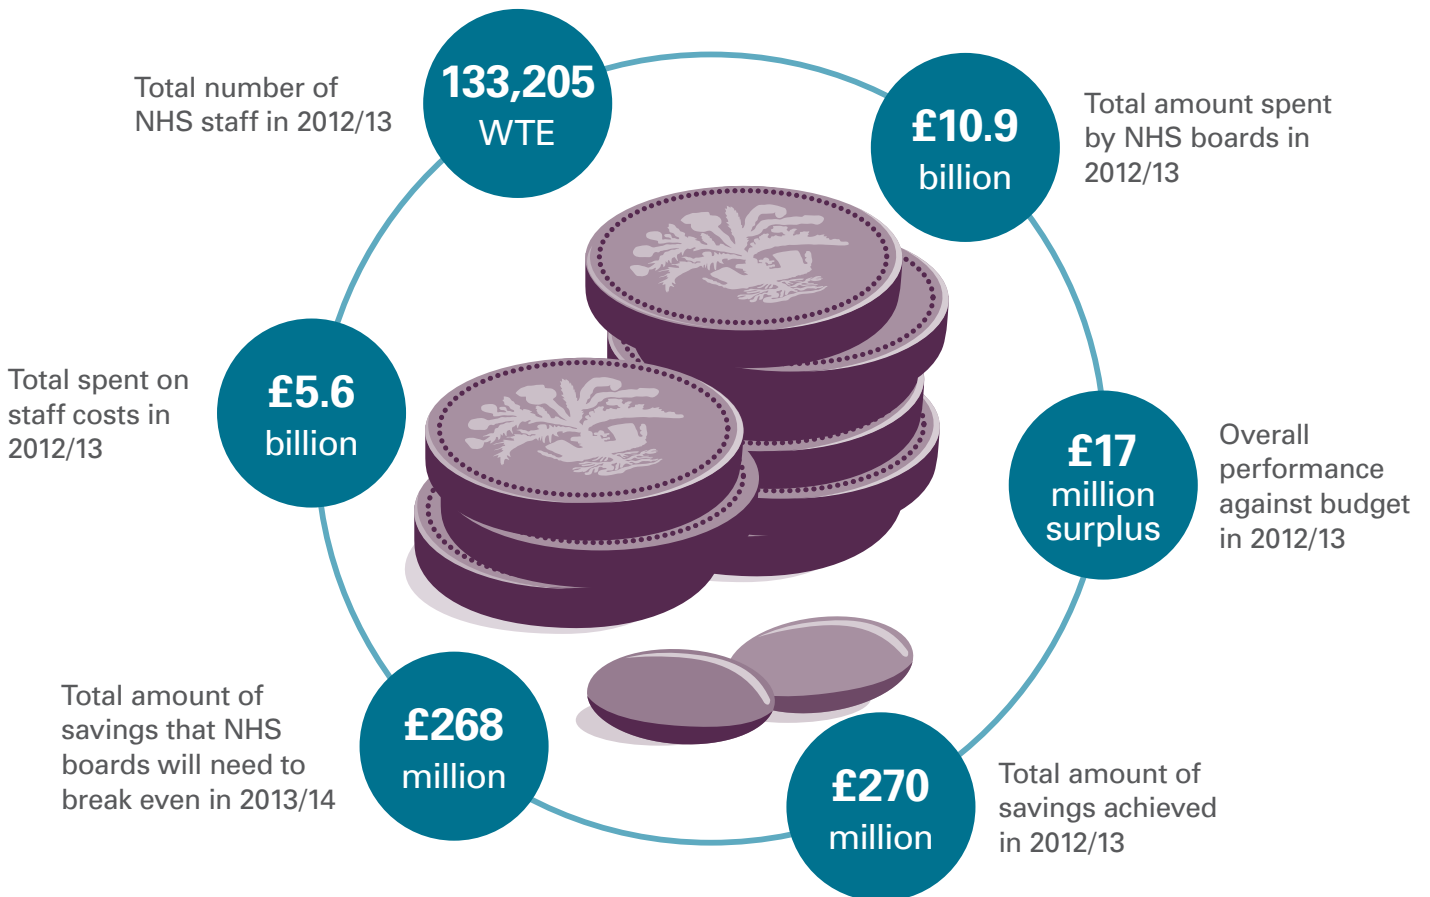 Total number of
NHS staff in 2012/13
133,205
WTE
£10.9
billion
Total amount spent
by NHS boards in
2012/13
Total spent on
staff costs in
2012/13
£5.6
billion
£17
million
surplus
Overall
performance
against budget
in 2012/13
Total amount of
savings that NHS
boards will need to
break even in 2013/14
£268
million
£270
million
Total amount of
savings achieved
in 2012/13